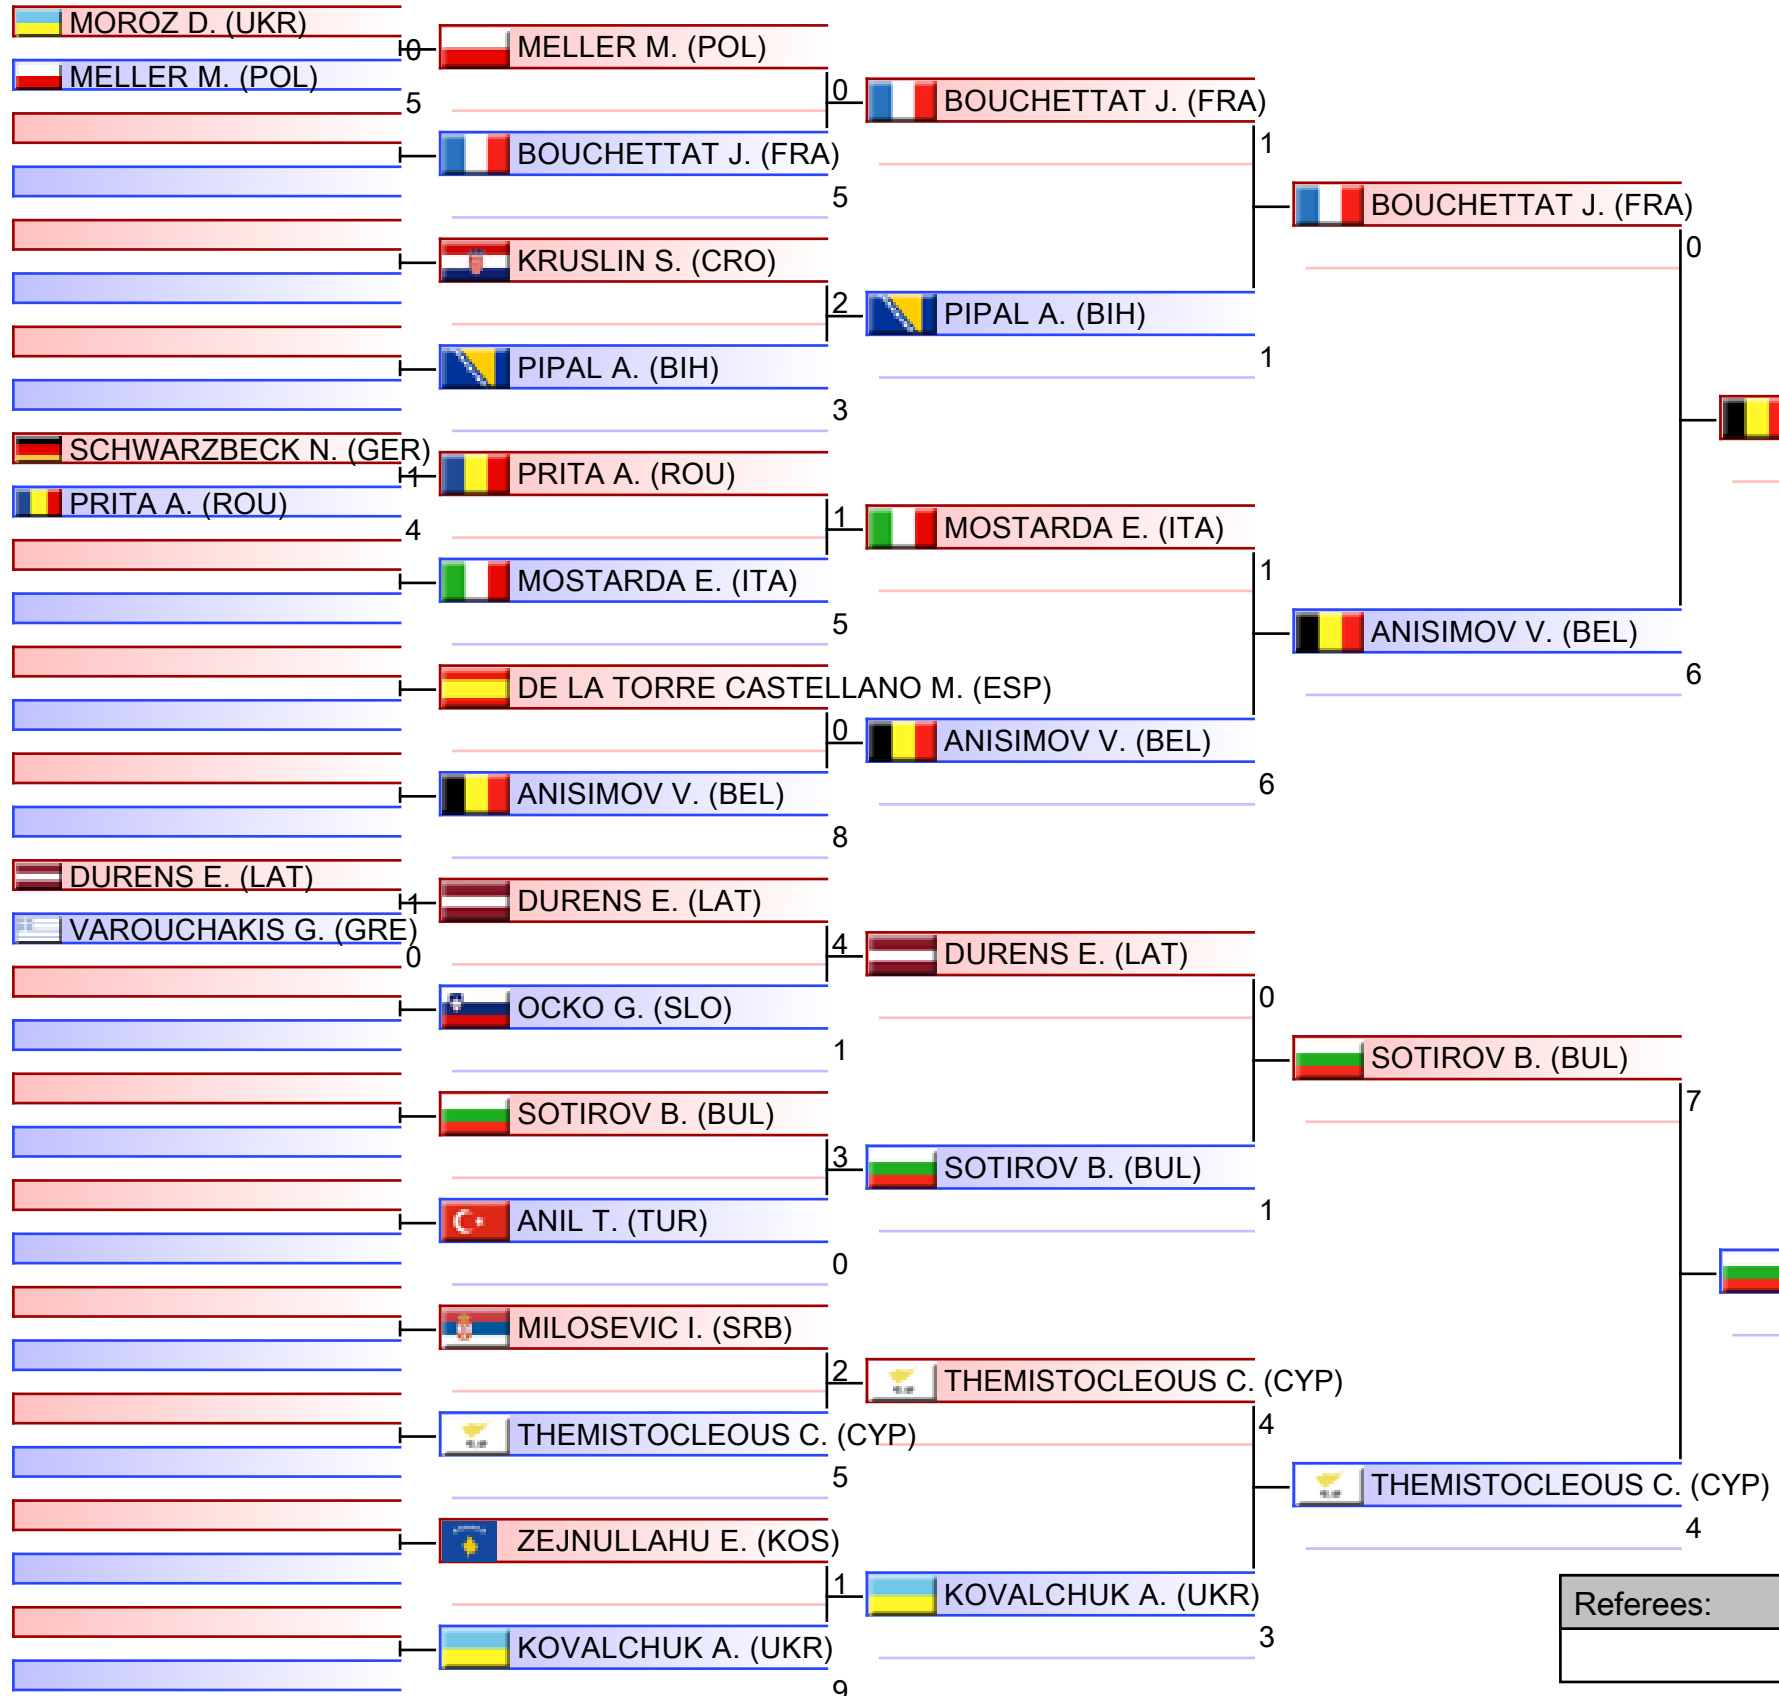 MOROZ D. (UKR)
0
MELLER M. (POL)
5
SCHWARZBECK N. (GER)
1
PRITA A. (ROU)
4
DURENS E. (LAT)
1
VAROUCHAKIS G. (GRE)
0
MELLER M. (POL)
0
BOUCHETTAT J. (FRA)
5
KRUSLIN S. (CRO)
2
PIPAL A. (BIH)
3
PRITA A. (ROU)
1
MOSTARDA E. (ITA)
5
DE LA TORRE CASTELLANO M. (ESP)
0
ANISIMOV V. (BEL)
8
DURENS E. (LAT)
4
OCKO G. (SLO)
1
SOTIROV B. (BUL)
3
ANIL T. (TUR)
0
MILOSEVIC I. (SRB)
2
THEMISTOCLEOUS C. (CYP)
5
ZEJNULLAHU E. (KOS)
1
KOVALCHUK A. (UKR)
9
BOUCHETTAT J. (FRA)
1
PIPAL A. (BIH)
1
MOSTARDA E. (ITA)
1
ANISIMOV V. (BEL)
6
DURENS E. (LAT)
0
SOTIROV B. (BUL)
1
THEMISTOCLEOUS C. (CYP)
4
KOVALCHUK A. (UKR)
3
BOUCHETTAT J. (FRA)
0
ANISIMOV V. (BEL)
6
SOTIROV B. (BUL)
7
THEMISTOCLEOUS C. (CYP)
4
Referees: